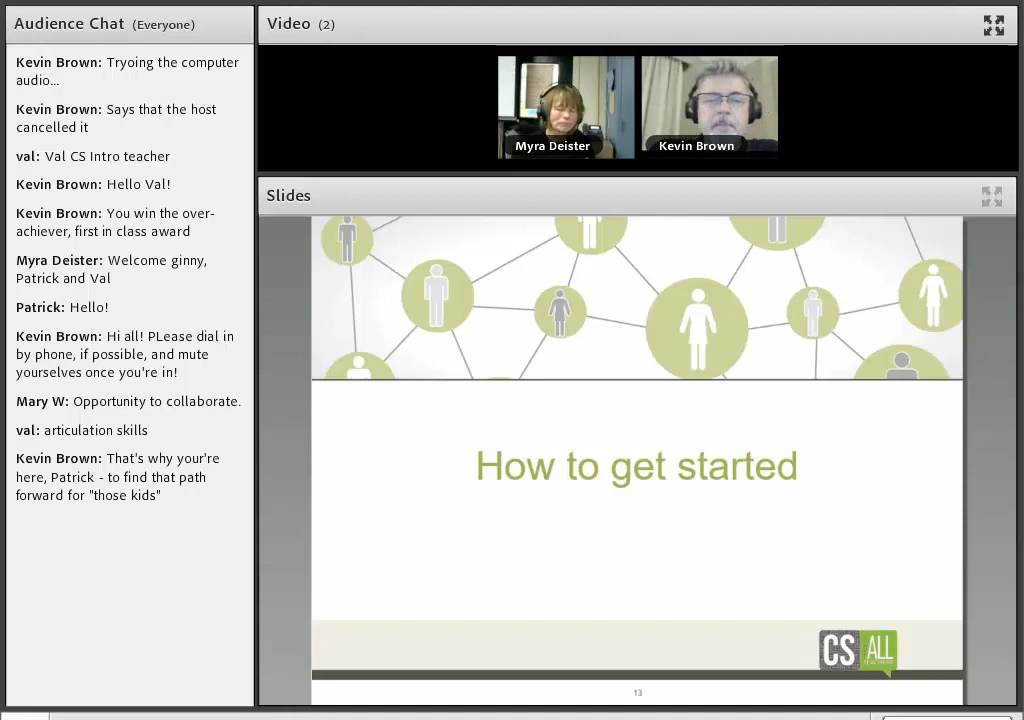 Audience Chat (Everyone)
Kevin Brown: Tryoing the computer
audio...
Kevin Brown: Says that the host
cancelled it
val: Val CS Intro teacher
Kevin Brown: Hello Val!
Kevin Brown: You win the over-
achiever, first in class award
Myra Deister: Welcome ginny,
Patrick and Val
Patrick: Hello!
Kevin Brown: Hi all! PLease dial in
by phone, if possible, and mute
yourselves once you're in!
Mary W: Opportunity to collaborate.
val: articulation skills
Kevin Brown: That's why your're
here, Patrick - to find that path
forward for "those kids"
Video (2)
Myra Deister
Kevin Brown
Slides
How to get started
CS ALL
TEACHERS
13